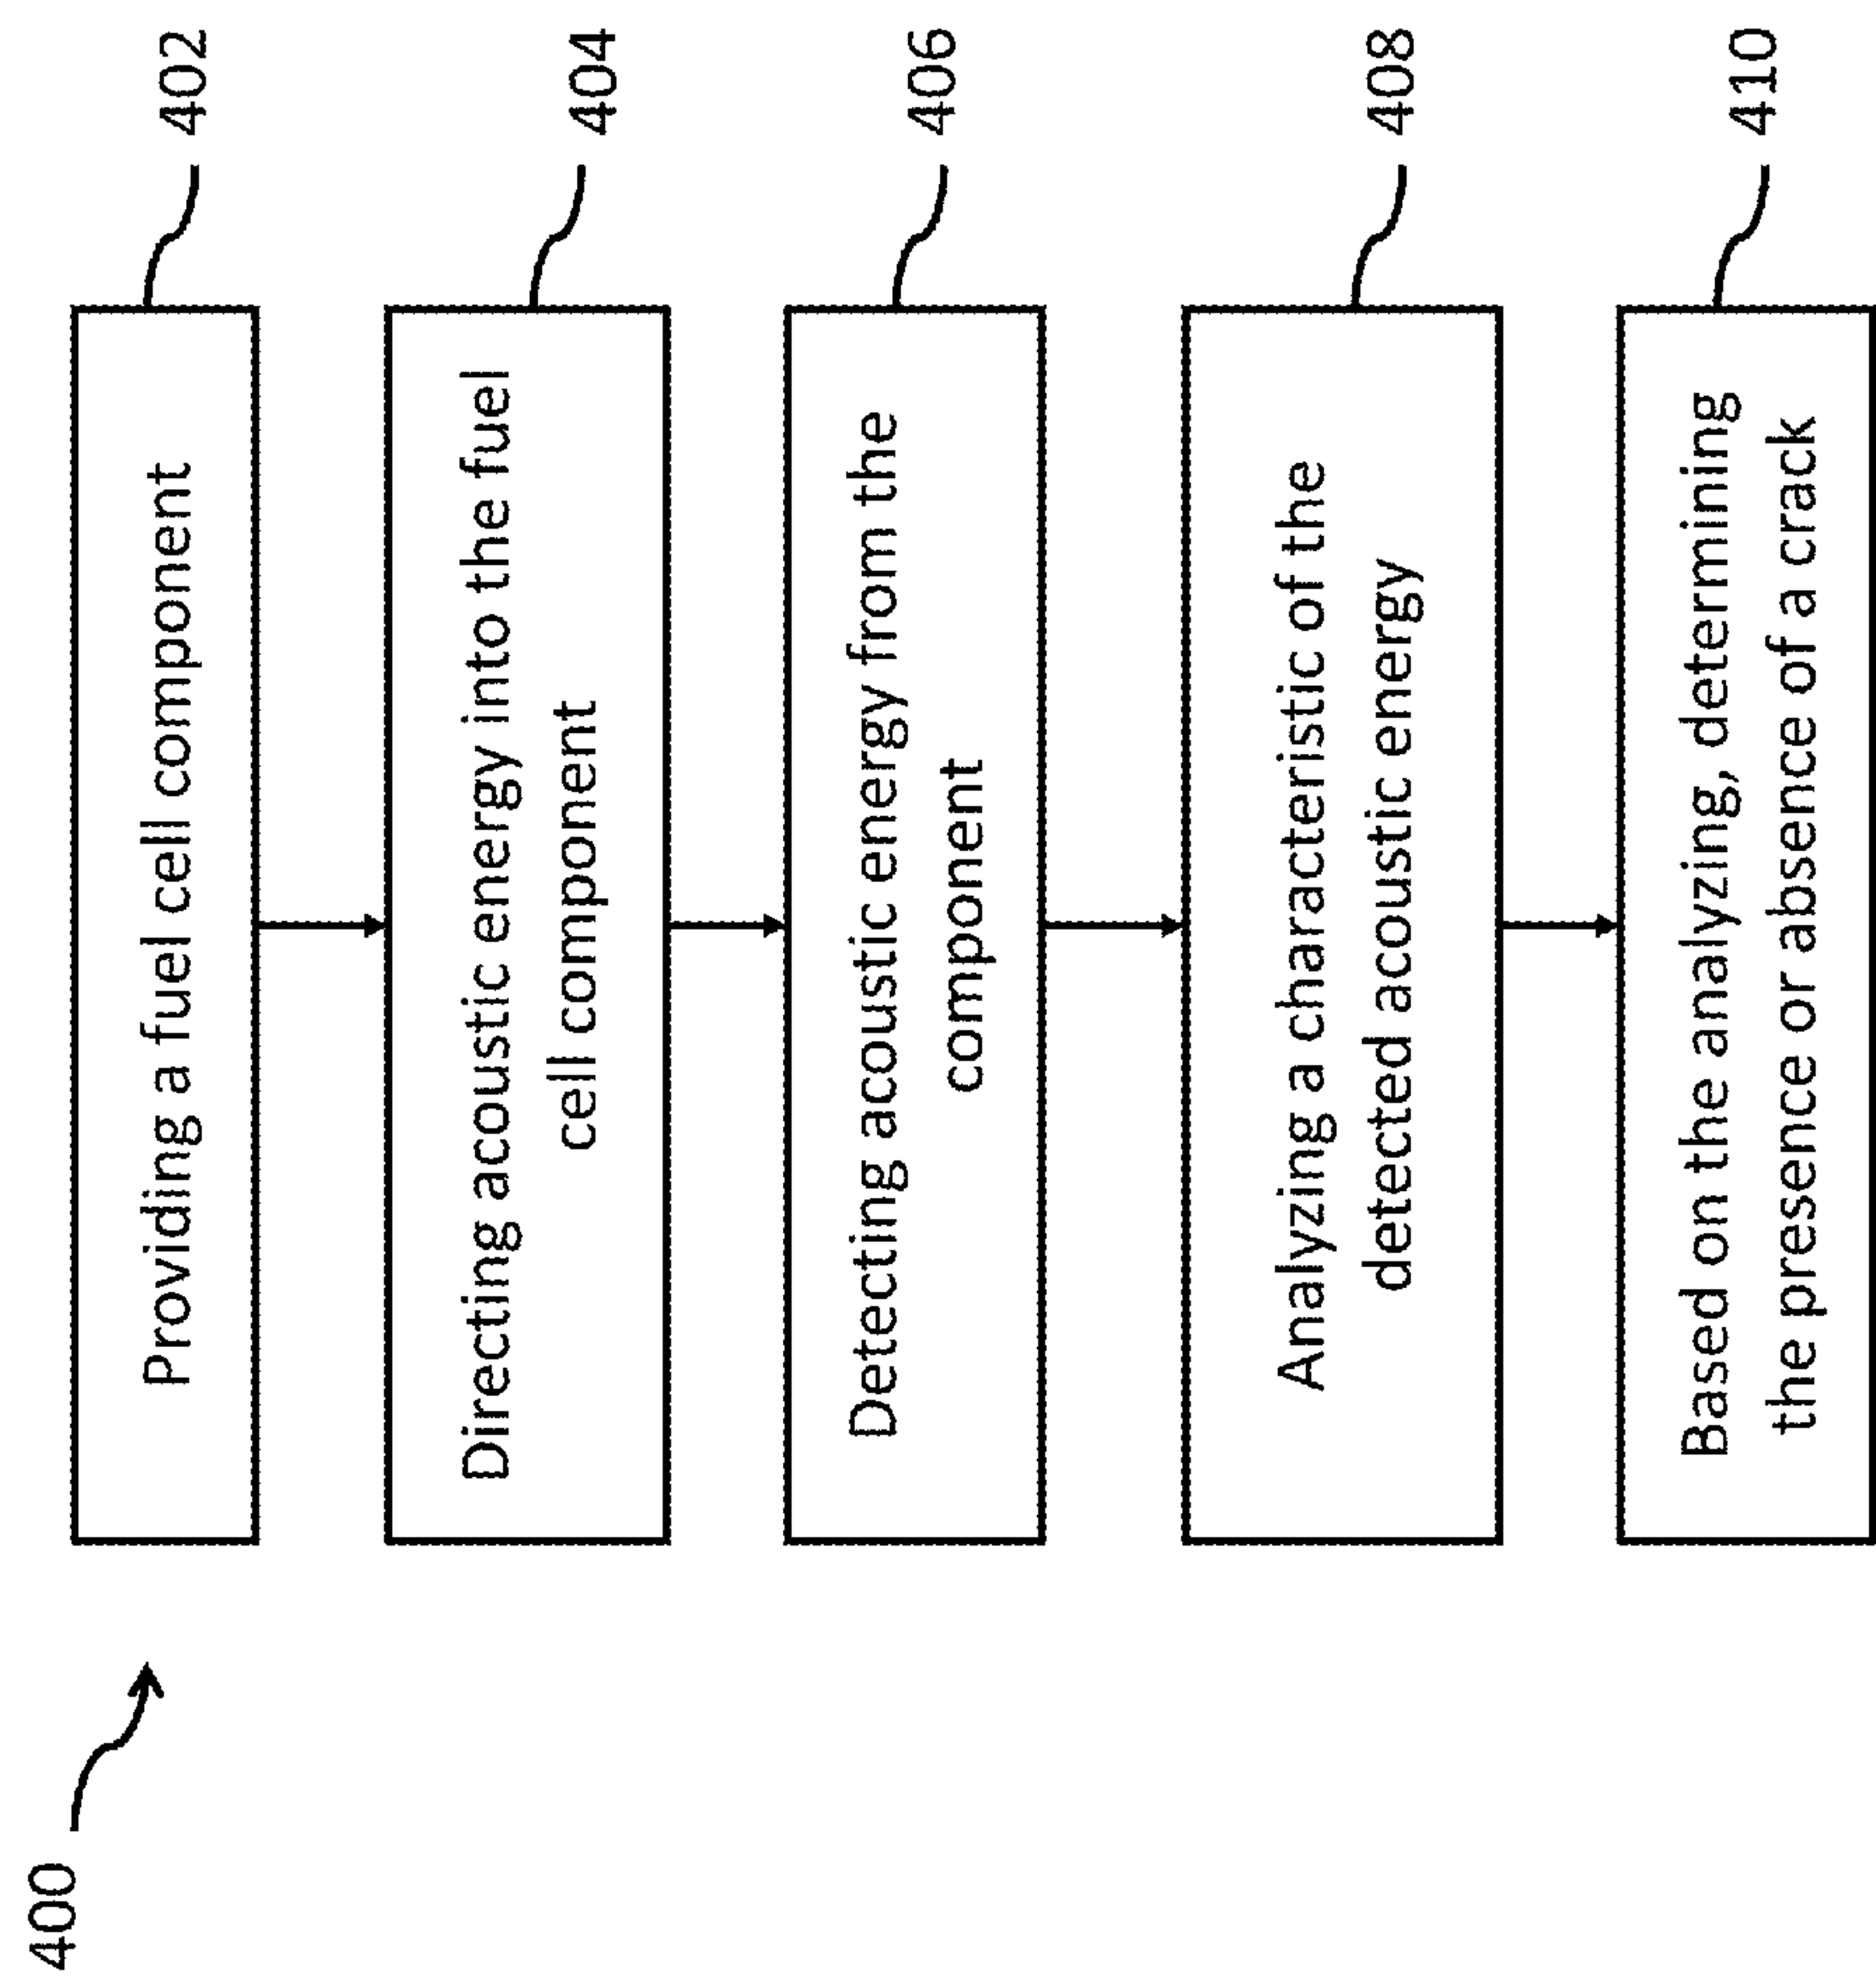 400
Providing a fuel cell component
402
Directing acoustic energy into the fuel
cell component
404
Detecting acoustic energy from the
component
406
Analyzing a characteristic of the
detected acoustic energy
408
Based on the analyzing, determining
the presence or absence of a crack
410